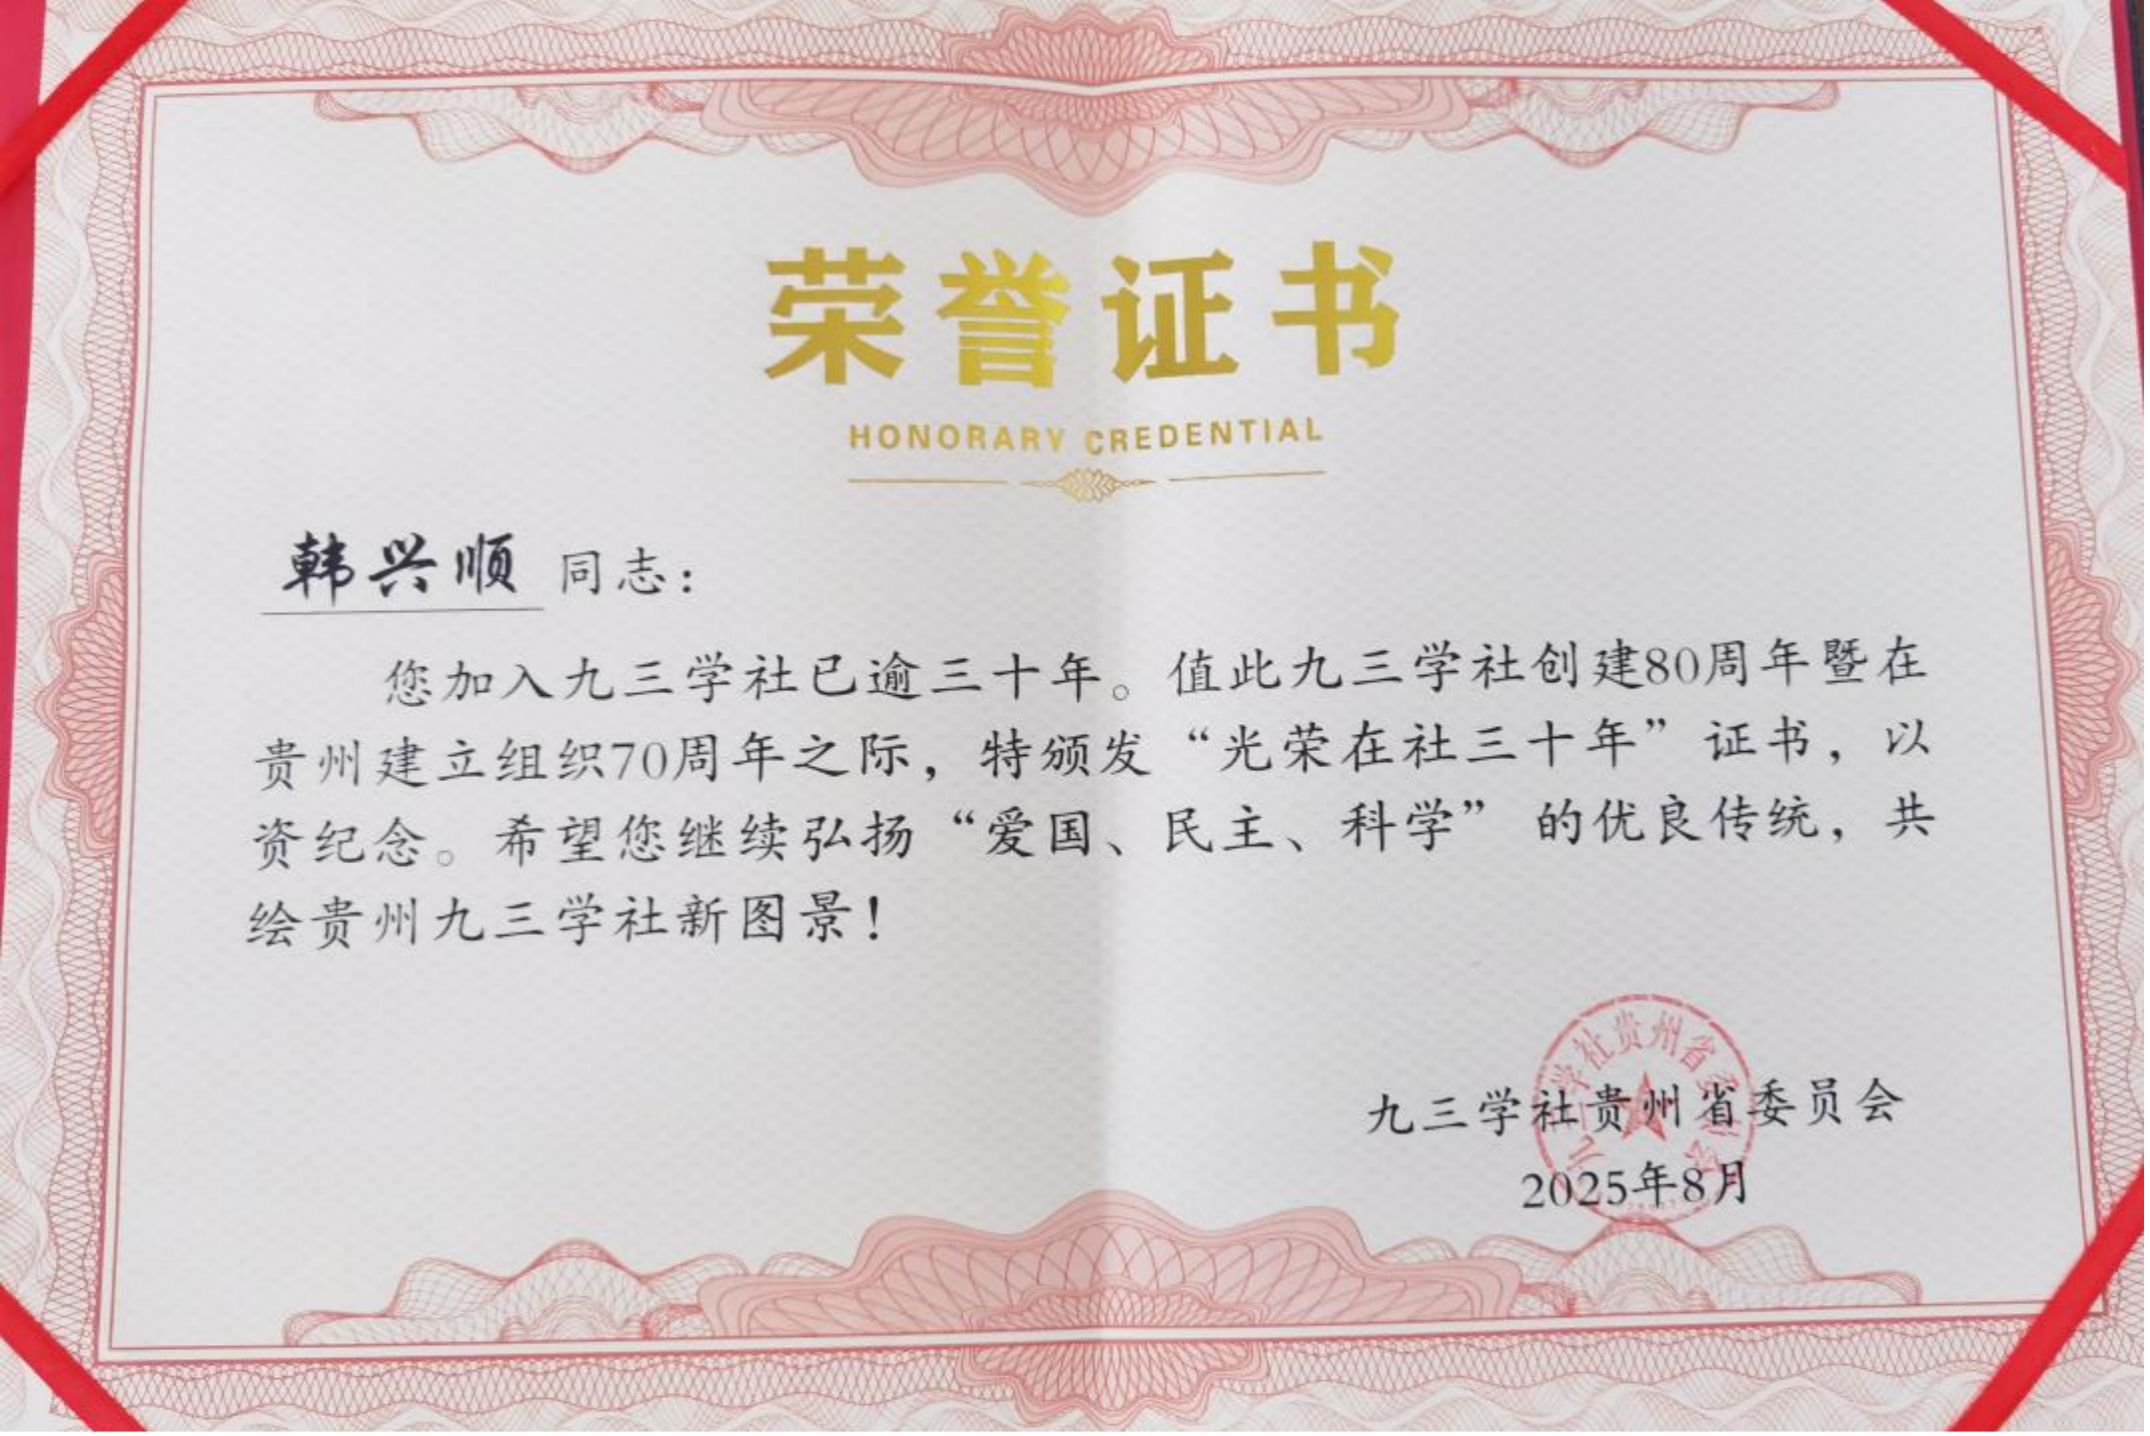 荣誉证书
HONORARY CREDENTIAL
韩兴顺 同志：
您加入九三学社已逾三十年。值此九三学社创建80周年暨在
贵州建立组织70周年之际，特颁发“光荣在社三十年”证书，以
资纪念。希望您继续弘扬“爱国、民主、科学”的优良传统，共
绘贵州九三学社新图景！
九三学社贵州省委员会
2025年8月